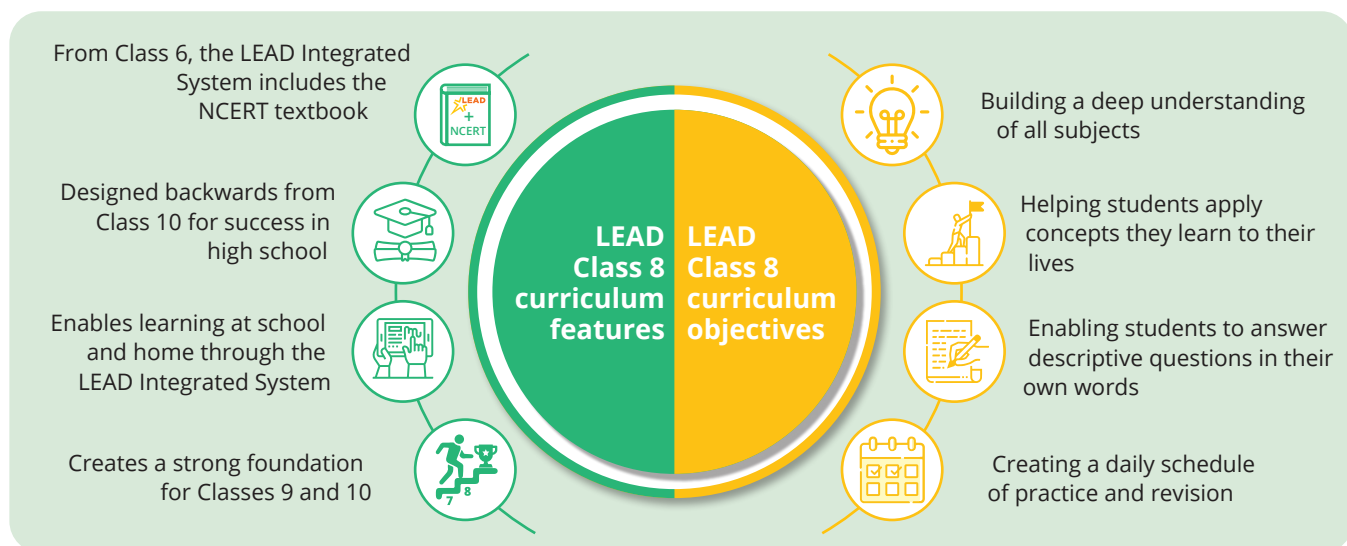 From Class 6, the LEAD Integrated
System includes the
NCERT textbook
LEAD
+
NCERT
Designed backwards from
Class 10 for success in
high school
Enables learning at school
and home through the
LEAD Integrated System
Creates a strong foundation
for Classes 9 and 10
7
8
LEAD
Class 8
curriculum
features
LEAD
Class 8
curriculum
objectives
Building a deep understanding
of all subjects
Helping students apply
concepts they learn to their
lives
Enabling students to answer
descriptive questions in their
own words
Creating a daily schedule
of practice and revision